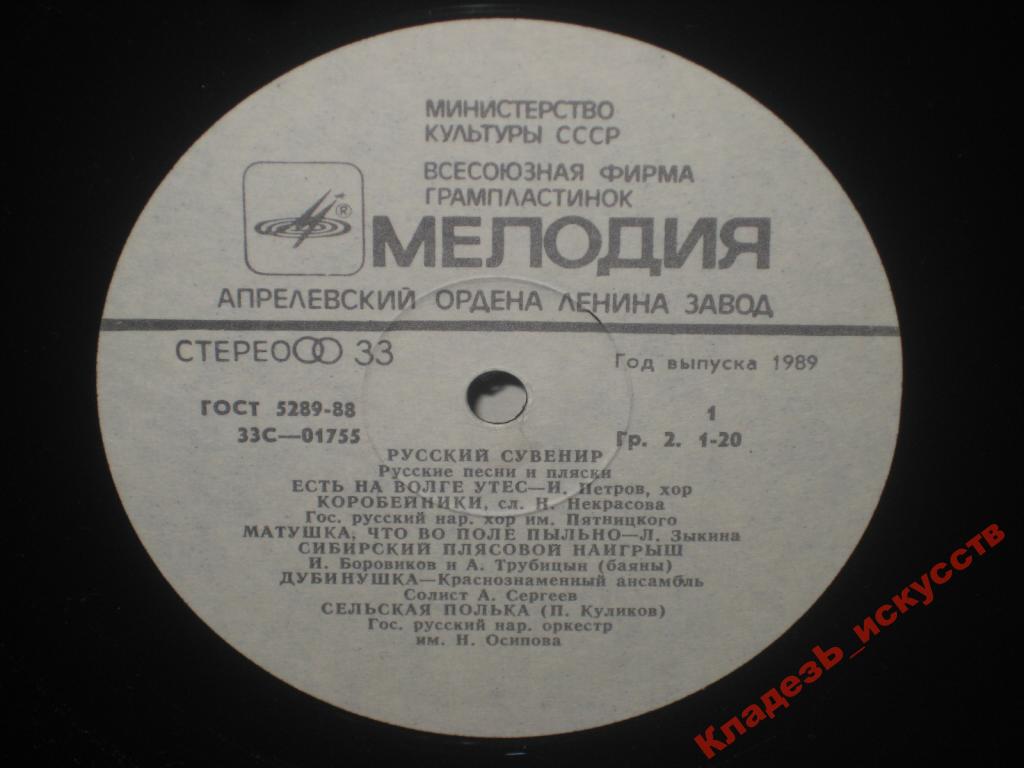 МИНИСТЕРСТВО
КУЛЬТУРЫ СССР
ВСЕСОЮЗНАЯ ФИРМА
ГРАМПЛАСТИНОК
®
МЕЛОДИЯ
АПРЕЛЕВСКИЙ ОРДЕНА ЛЕНИНА ЗАВОД
СТЕРЕО 33
Год выпуска 1989
ГОСТ 5289-88
1
33С—01755
Гр. 2. 1-20
РУССКИЙ СУВЕНИР
Русские песни и пляски
ЕСТЬ НА ВОЛГЕ УТЕС—И. Петров, хор
КОРОБЕЙНИКИ, сл. Н. Некрасова
Гос. русский нар. хор им. Пятницкого
МАТУШКА, ЧТО ВО ПОЛЕ ПЫЛЬНО—Л. Зыкина
СИБИРСКИЙ ПЛЯСОВОЙ НАИГРЫШ
И. Боровиков и А. Трубицын (баяны)
ДУБИНУШКА—Краснознаменный ансамбль
Солист А. Сергеев
СЕЛЬСКАЯ ПОЛЬКА (П. Куликов)
Гос. русский нар. оркестр
им. Н. Осипова
КладезЬ_искусств